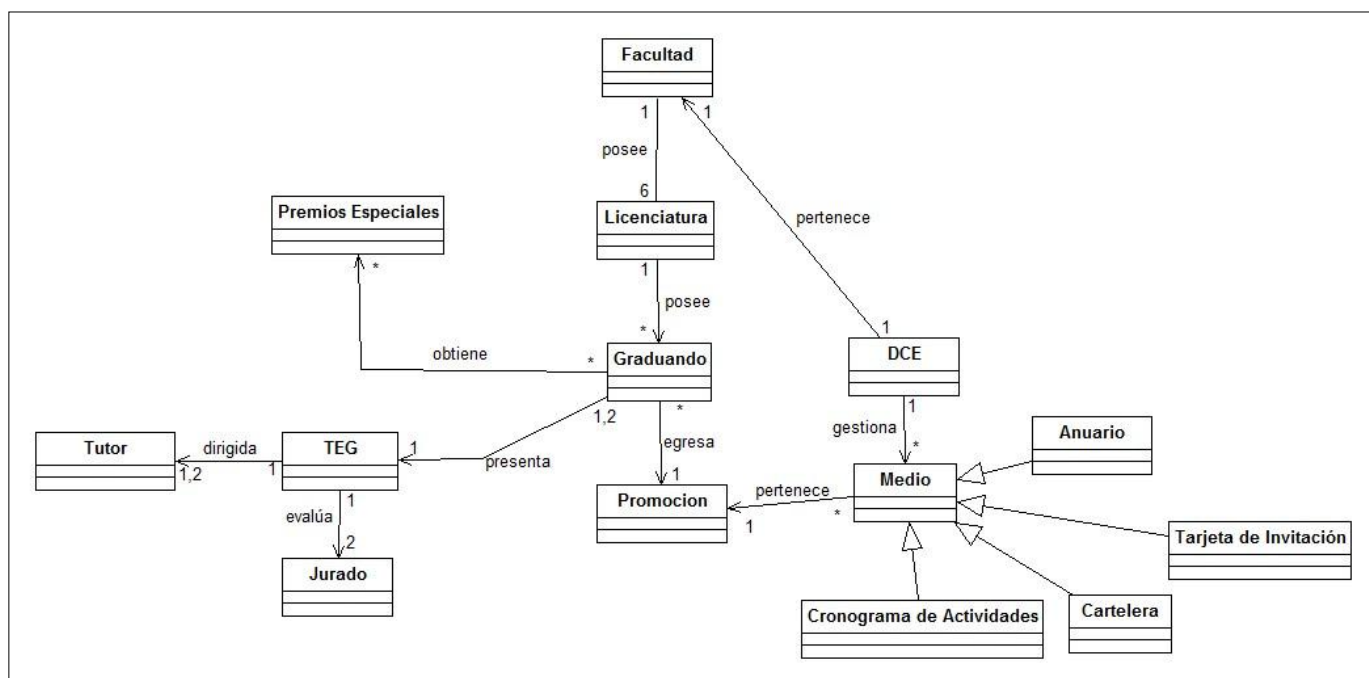 Facultad
1
1
posee
6
Premios Especiales
Licenciatura
pertenece
*
1
posee
*
1
obtiene
*
Graduando
DCE
1,2
*
1
Anuario
Tutor
dirigida
TEG
1
presenta
egresa
gestiona
*
1,2
1
1
Medio
Promocion
pertenece
1
*
evalúa
1
2
Tarjeta de Invitación
Jurado
Cronograma de Actividades
Cartelera